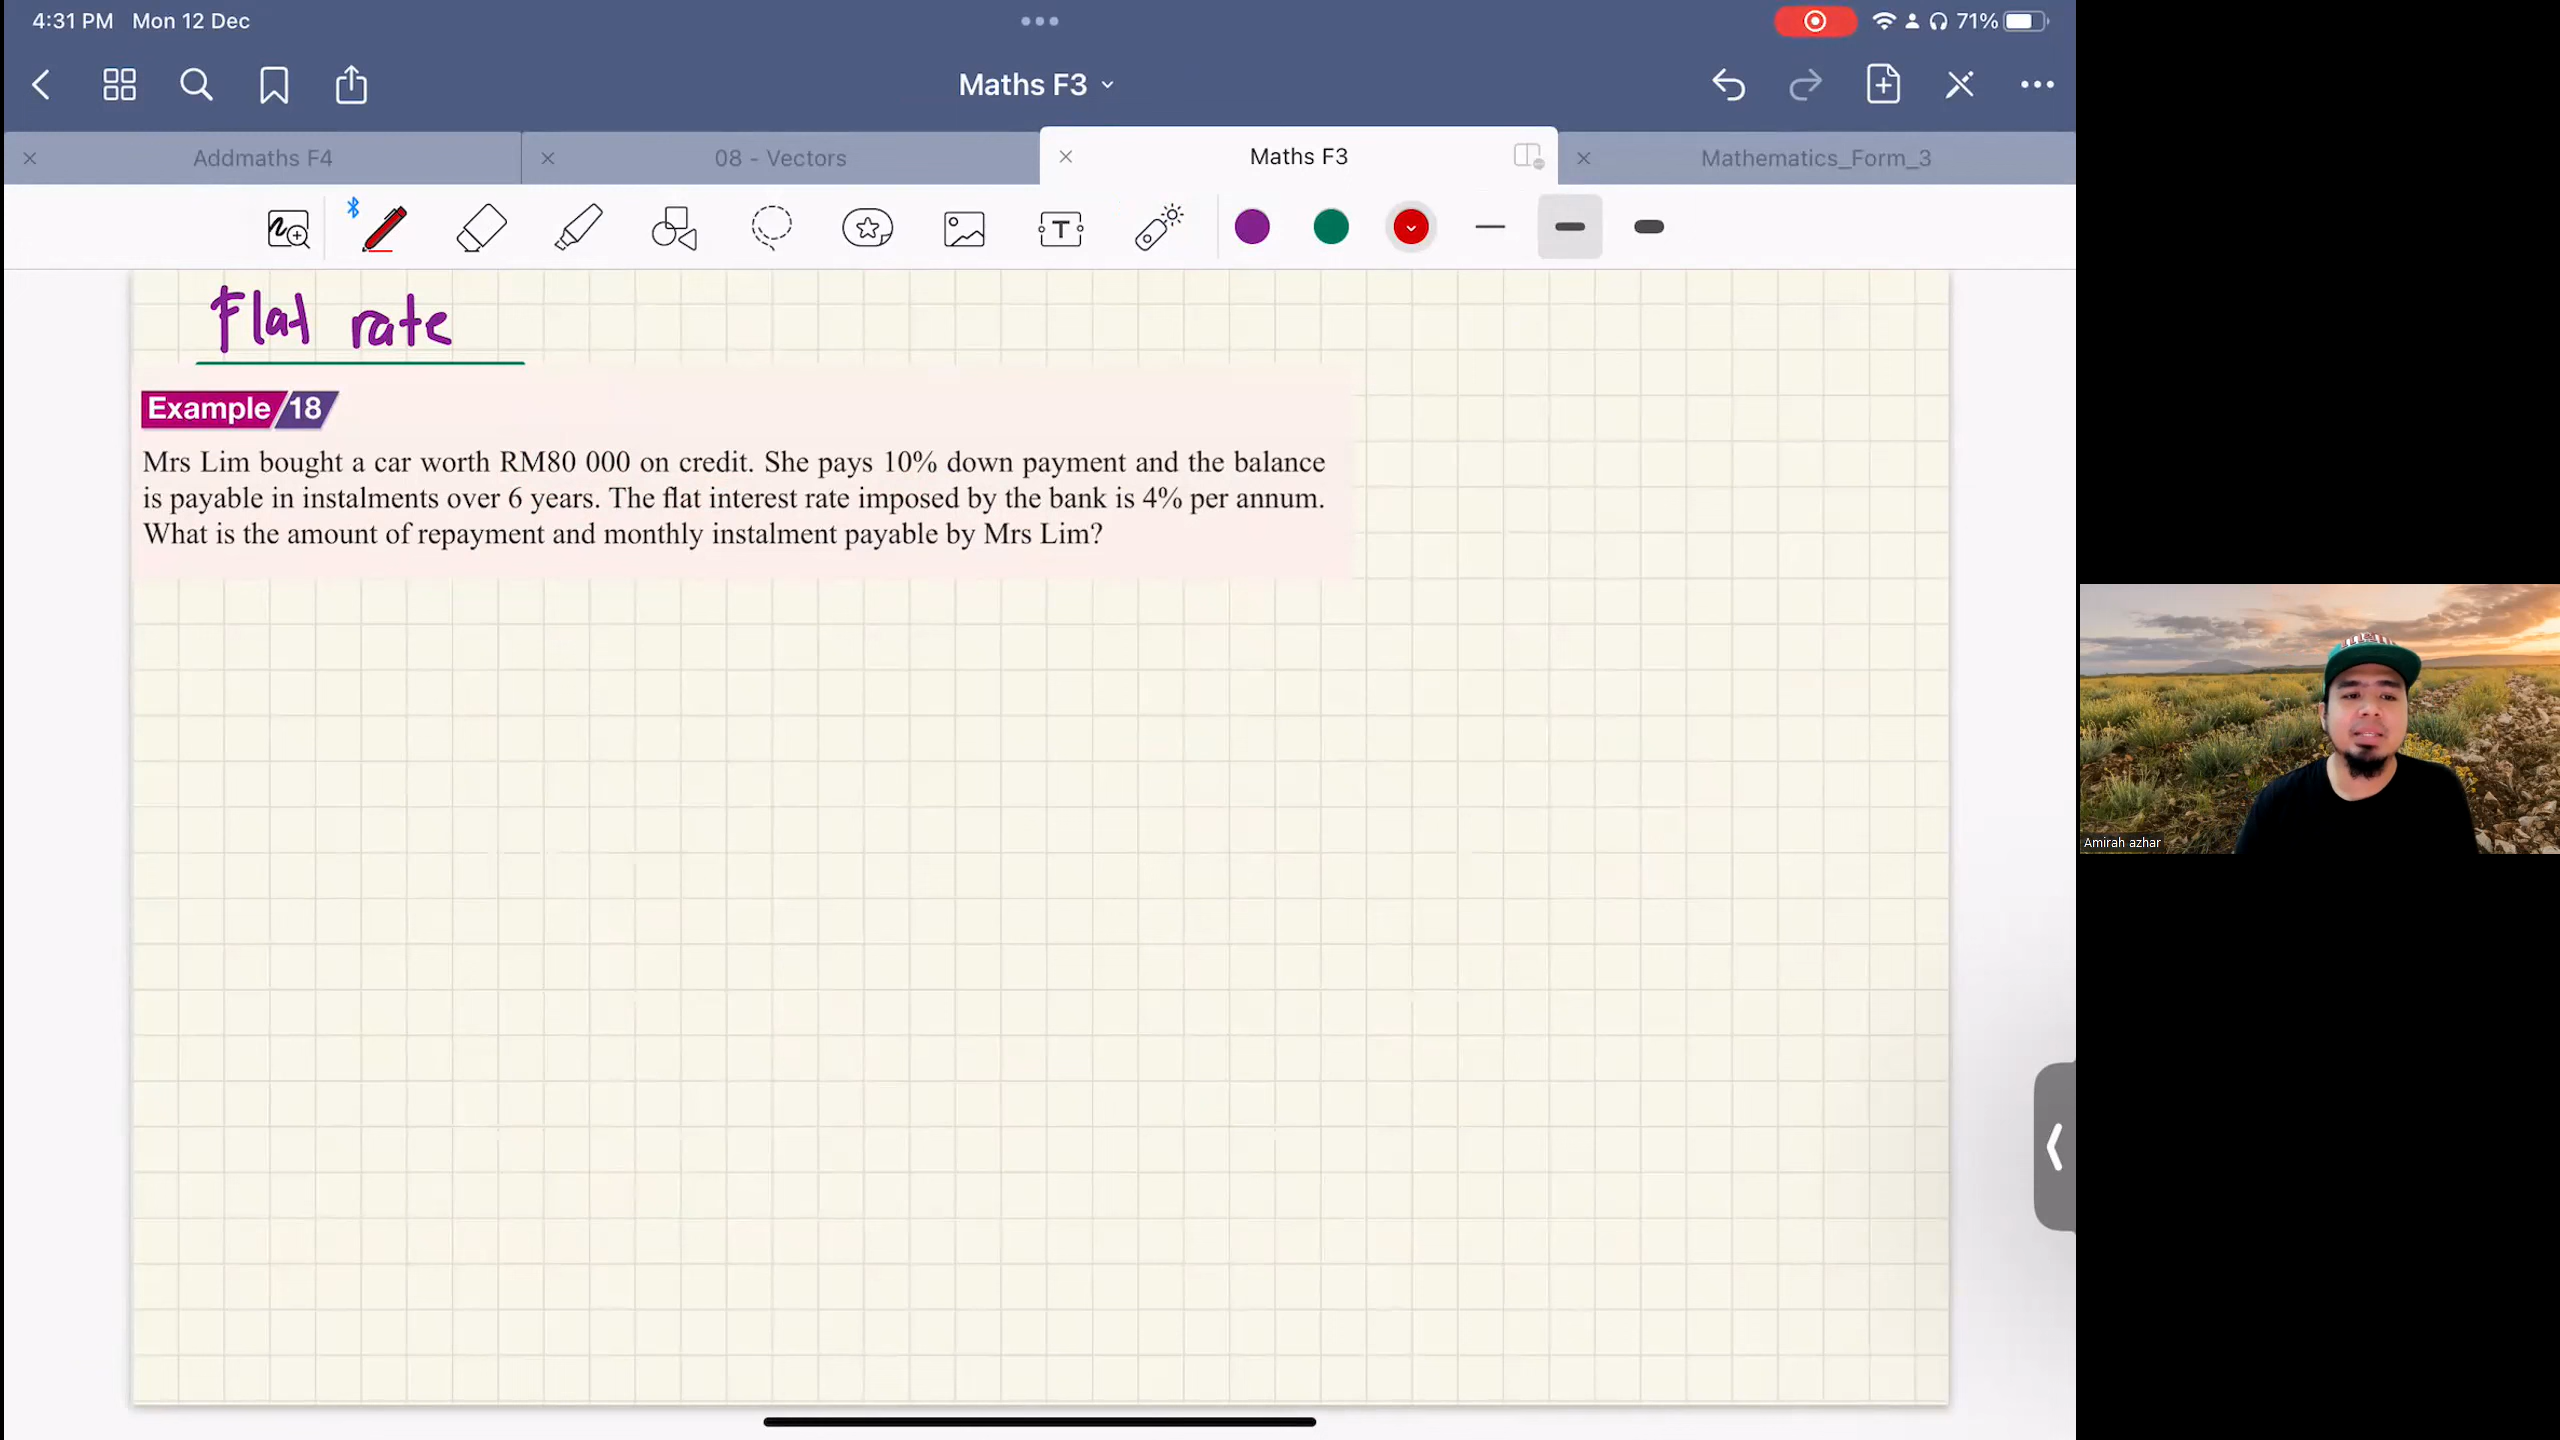 4:31 PM Mon 12 Dec
71%
Maths F3
Addmaths F4
08 - Vectors
Maths F3
Mathematics_Form_3
T
Flat rate
Example 18
Mrs Lim bought a car worth RM80 000 on credit. She pays 10% down payment and the balance
is payable in instalments over 6 years. The flat interest rate imposed by the bank is 4% per annum.
What is the amount of repayment and monthly instalment payable by Mrs Lim?
Amirah azhar